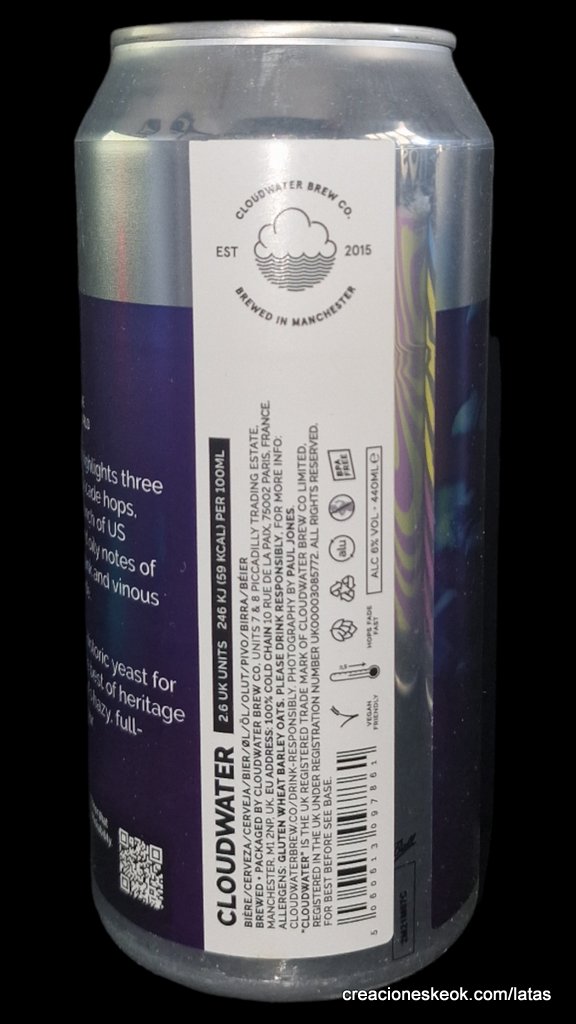 CLOUDWATER BREW CO.
EST 2015
BREWED IN MANCHESTER
CLOUDWATER
2.6 UK UNITS 246 KJ (59 KCAL) PER 100ML
BIÈRE/CERVEZA/CERVEJA/BIER/ØL/ÖL/OLUT/PIVO/BIRRA/BÉIER
BREWED + PACKAGED BY CLOUDWATER BREW CO. UNITS 7 & 8 PICCADILLY TRADING ESTATE,
MANCHESTER, M1 2NP, UK. EU ADDRESS: 100% COLD CHAIN 10 RUE DE LA PAIX, 75002 PARIS, FRANCE.
ALLERGENS: GLUTEN WHEAT BARLEY OATS. PLEASE DRINK RESPONSIBLY, FOR MORE INFO:
CLOUDWATERBREW.CO/DRINK-RESPONSIBLY. PHOTOGRAPHY BY PAUL JONES.
"CLOUDWATER" IS THE UK REGISTERED TRADE MARK OF CLOUDWATER BREW CO LIMITED,
REGISTERED IN THE UK UNDER REGISTRATION NUMBER UK00003085772. ALL RIGHTS RESERVED.
FOR BEST BEFORE SEE BASE.
5 060613 097861
VEGAN
FRIENDLY
HOPS FADE
FAST
alu
BPA
FREE
ALC 6% VOL · 440ML ℮
three
hops,
of US
notes of
and vinous
yeast for
of heritage
hazy, full-
creacioneskeok.com/latas